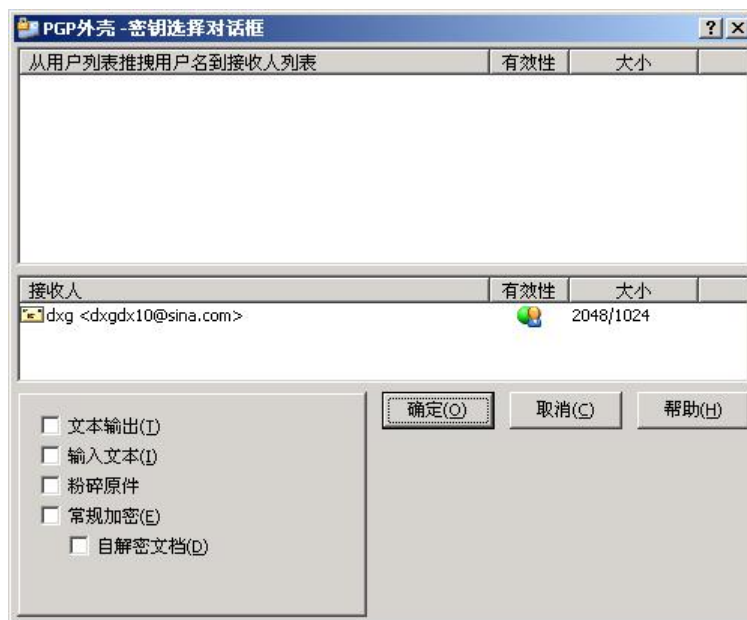 PGP外壳 -密钥选择对话框
从用户列表推拽用户名到接收人列表 有效性 大小
接收人 有效性 大小
dxg <dxgdx10@sina.com> 2048/1024
确定(O) 取消(C) 帮助(H)
文本输出(T)
输入文本(I)
粉碎原件
常规加密(E)
自解密文档(D)